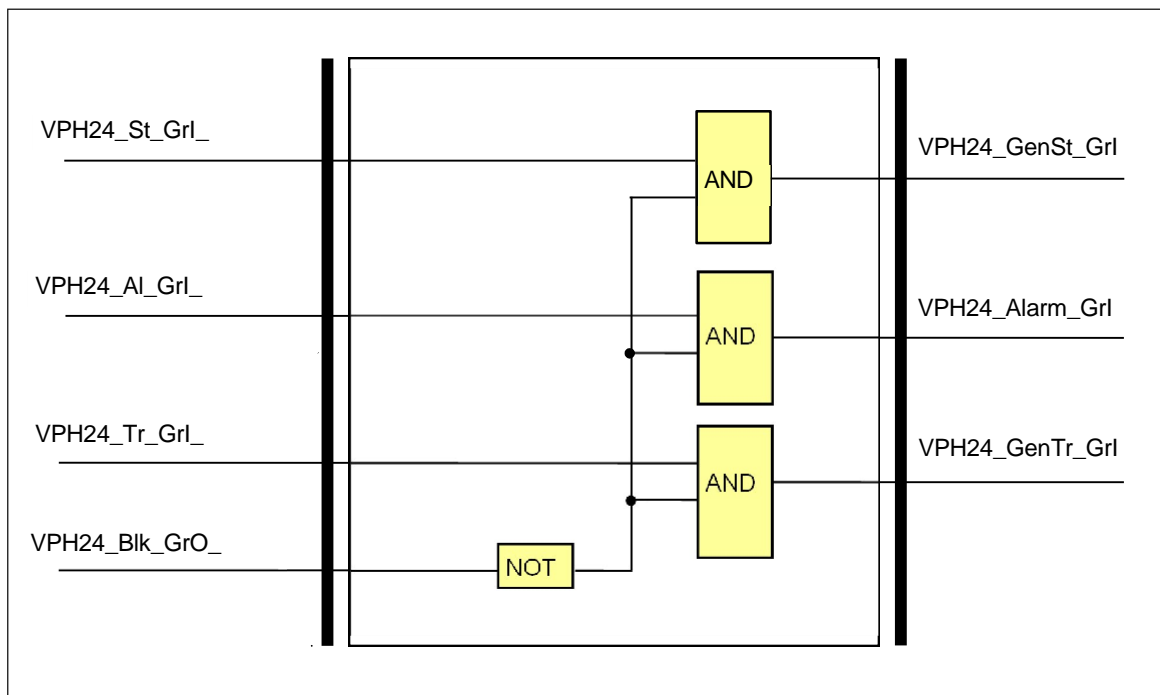 VPH24_St_GrI_
AND
VPH24_GenSt_GrI
VPH24_Al_GrI_
AND
VPH24_Alarm_GrI
VPH24_Tr_GrI_
AND
VPH24_GenTr_GrI
VPH24_Blk_GrO_
NOT